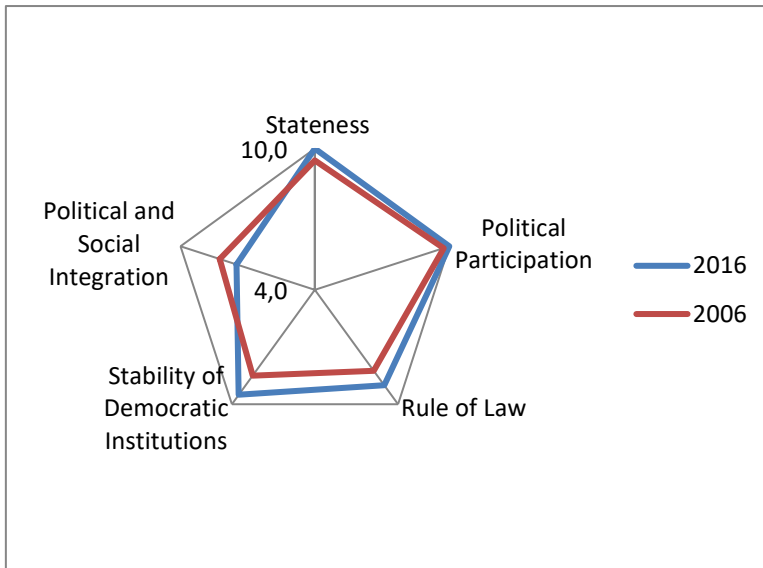 Stateness
10,0
Political and
Social
Integration
Political
Participation
4,0
2016
2006
Stability of
Democratic
Institutions
Rule of Law